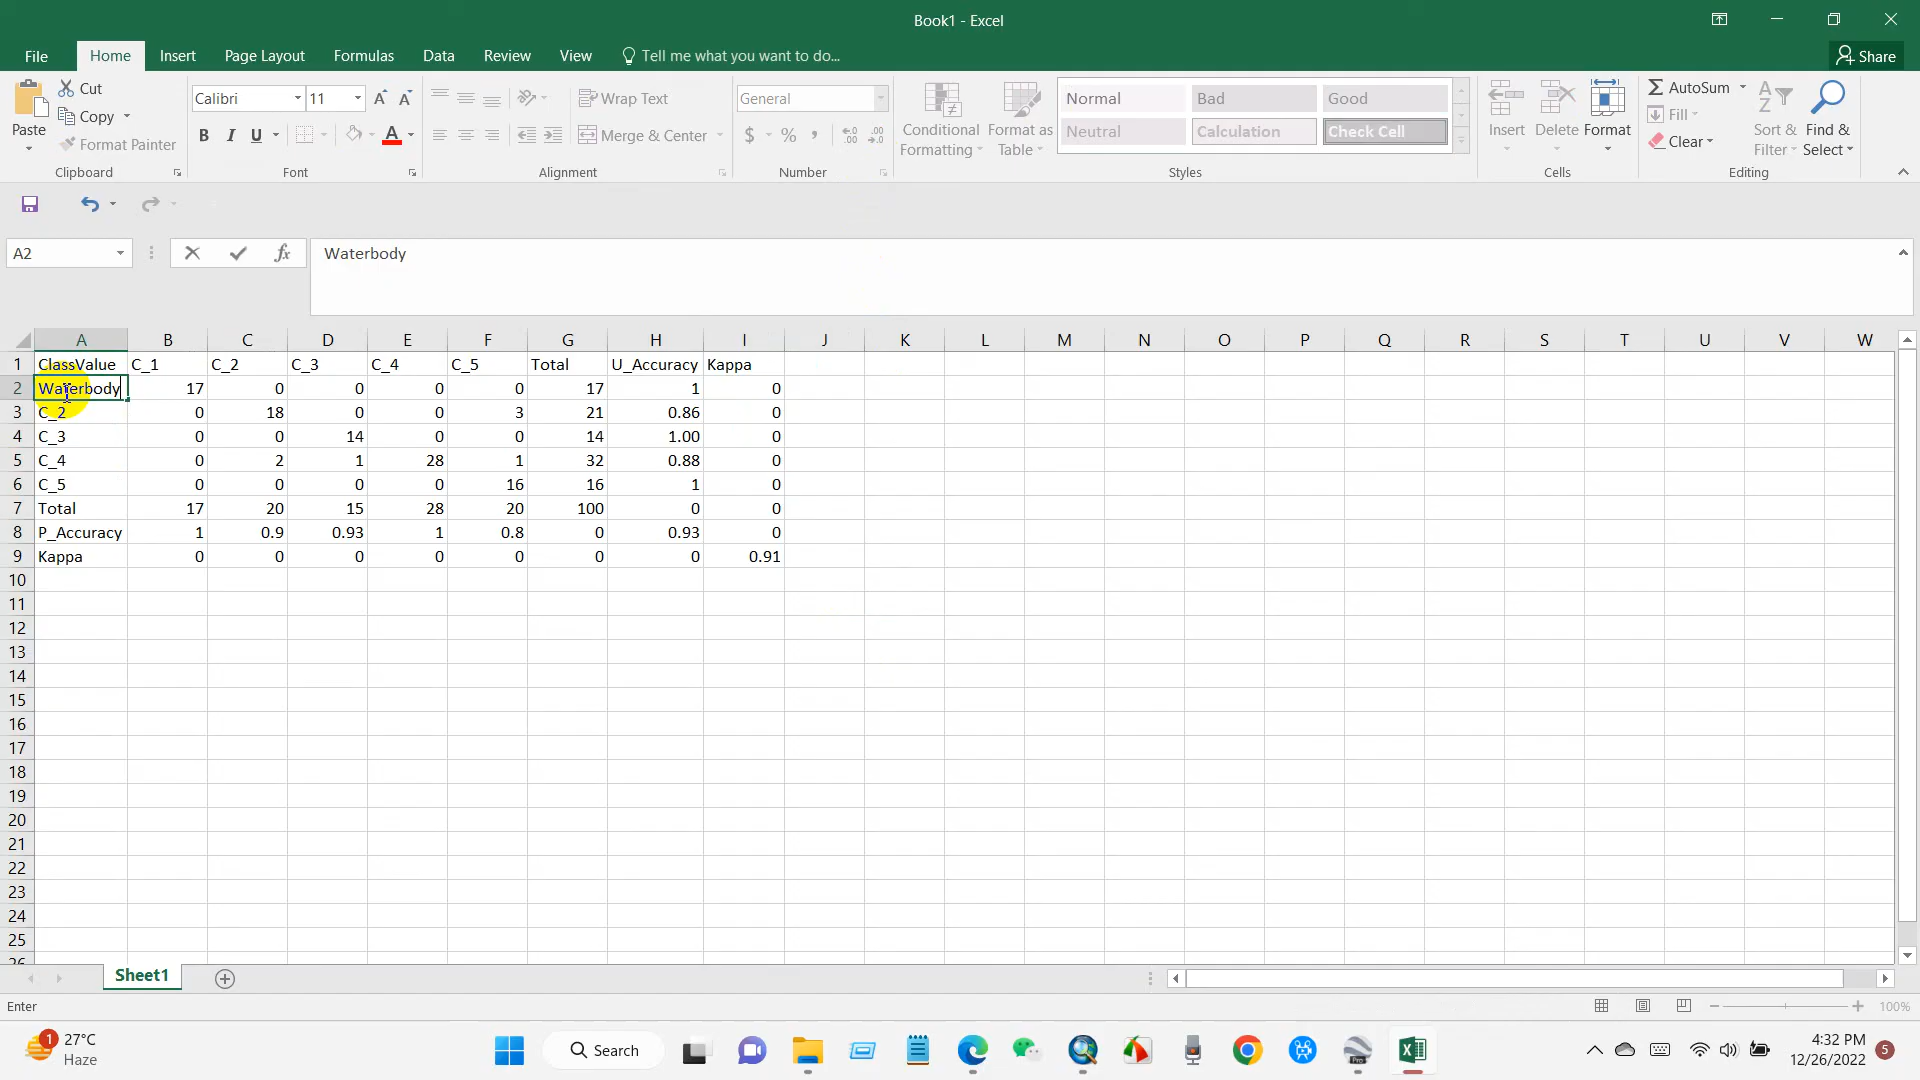 Book1 - Excel
File Home Insert Page Layout Formulas Data Review View Tell me what you want to do... Share
Paste Cut Copy Format Painter Clipboard
Calibri 11 A A B I U A Font
Wrap Text Merge & Center Alignment
General $ % , Number
Conditional Formatting Format as Table
Normal Bad Good
Neutral Calculation Check Cell
Styles
Insert Delete Format Cells
AutoSum Fill Clear Sort & Filter Find & Select Editing
A2 fx Waterbody
A B C D E F G H I J K L M N O P Q R S T U V W
1 ClassValue C_1 C_2 C_3 C_4 C_5 Total U_Accuracy Kappa
2 Waterbody 17 0 0 0 0 17 1 0
3 C_2 0 18 0 0 3 21 0.86 0
4 C_3 0 0 14 0 0 14 1.00 0
5 C_4 0 2 1 28 1 32 0.88 0
6 C_5 0 0 0 0 16 16 1 0
7 Total 17 20 15 28 20 100 0 0
8 P_Accuracy 1 0.9 0.93 1 0.8 0 0.93 0
9 Kappa 0 0 0 0 0 0 0 0.91
10
11
12
13
14
15
16
17
18
19
20
21
22
23
24
25
26
Sheet1
Enter 100%
1 27°C Haze Search Pro 4:32 PM 12/26/2022 5